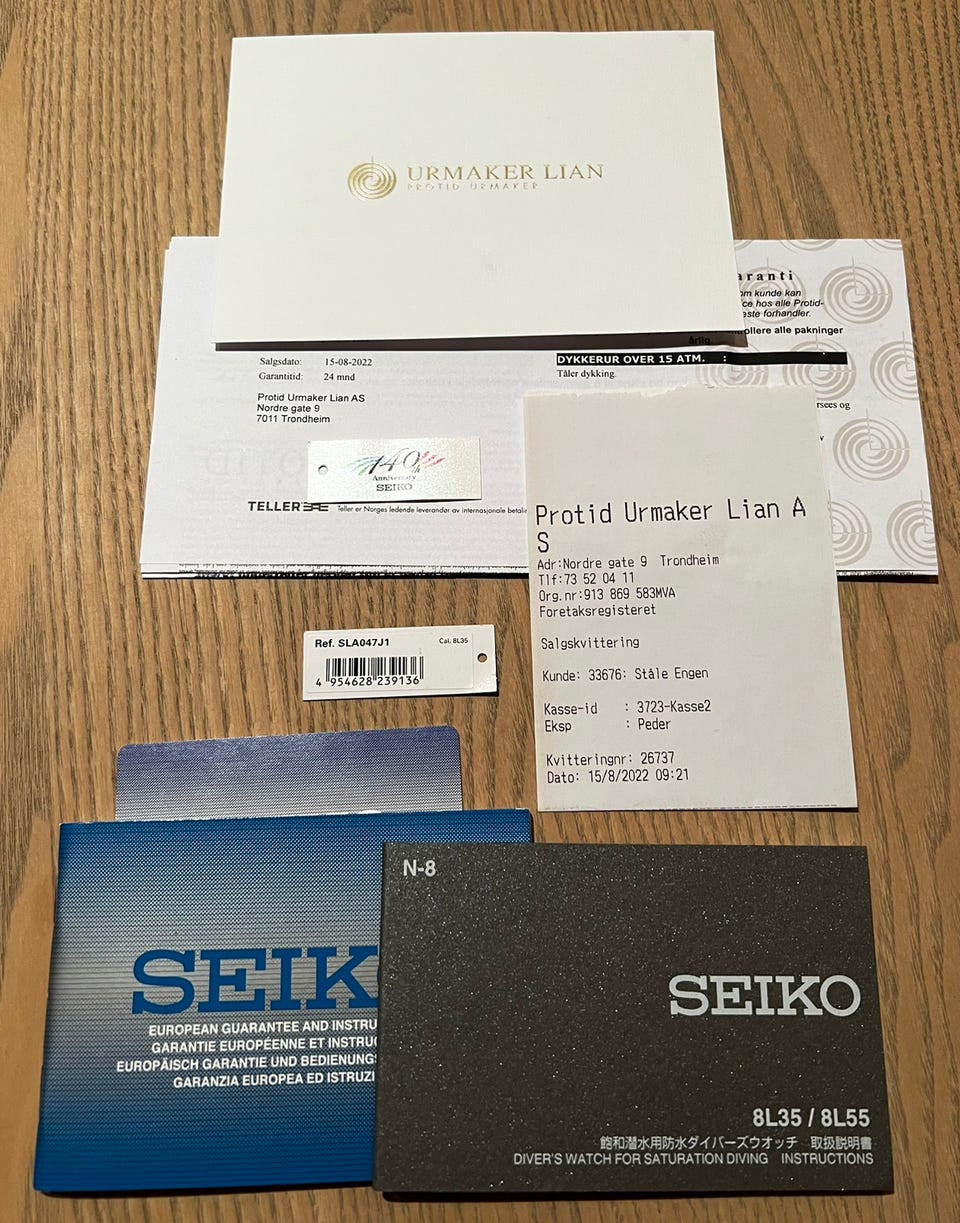 URMAKER LIAN
PROTID URMAKER
aranti
om kunde kan
ce hos alle Protid-
este forhandler.
ntrollere alle pakninger
årlig.
Salgsdato: 15-08-2022
Garantitid: 24 mnd
DYKKERUR OVER 15 ATM. :
Tåler dykking.
Protid Urmaker Lian AS
Nordre gate 9
7011 Trondheim
ersees og
140th
Anniversary
SEIKO
TELLER
Teller er Norges ledende leverandør av internasjonale betalin
Protid Urmaker Lian A
S
Adr:Nordre gate 9 Trondheim
Tlf:73 52 04 11
Org.nr:913 869 583MVA
Foretaksregisteret
Salgskvittering
Kunde: 33676: Ståle Engen
Kasse-id : 3723-Kasse2
Eksp : Peder
Kvitteringnr: 26737
Dato: 15/8/2022 09:21
Ref. SLA047J1 Cal. 8L35
4 954628 239136
SEIK
EUROPEAN GUARANTEE AND INSTRU
GARANTIE EUROPÉENNE ET INSTRUC
EUROPÄISCH GARANTIE UND BEDIENUNGS
GARANZIA EUROPEA ED ISTRUZI
N-8
SEIKO
8L35 / 8L55
飽和潜水用防水ダイバーズウオッチ 取扱説明書
DIVER'S WATCH FOR SATURATION DIVING INSTRUCTIONS